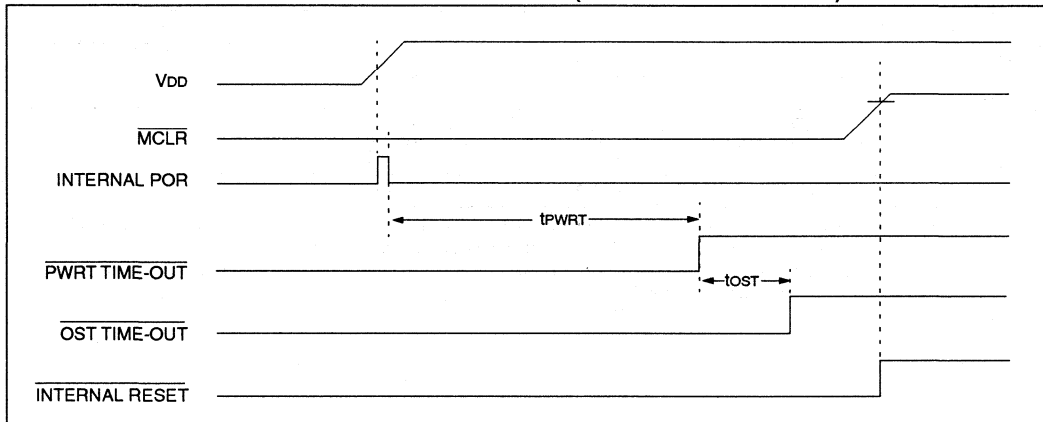 VDD
MCLR
INTERNAL POR
tPWRT
PWRT TIME-OUT
tOST
OST TIME-OUT
INTERNAL RESET